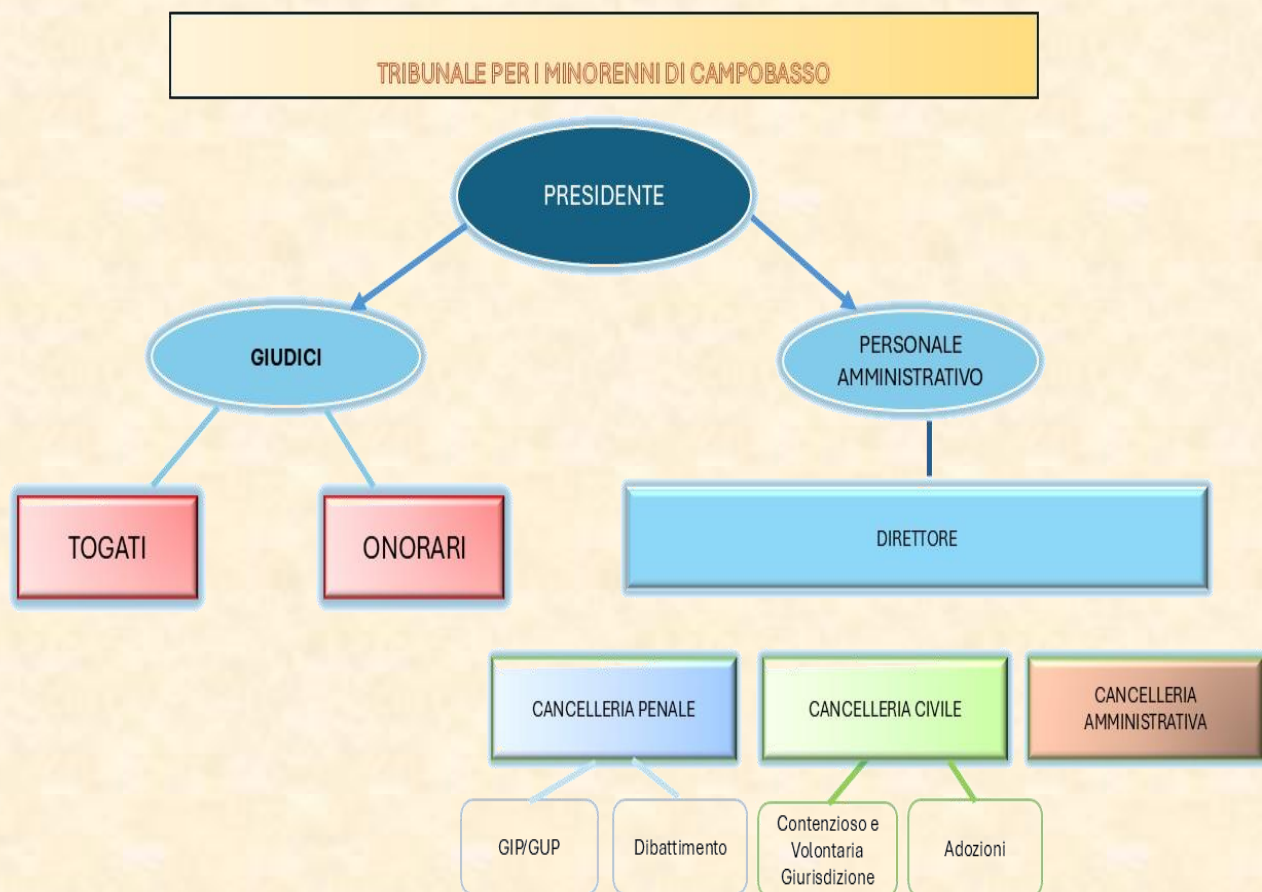 TRIBUNALE PER I MINORENNI DI CAMPOBASSO
PRESIDENTE
GIUDICI
PERSONALE
AMMINISTRATIVO
TOGATI
ONORARI
DIRETTORE
CANCELLERIA PENALE
CANCELLERIA CIVILE
CANCELLERIA
AMMINISTRATIVA
GIP/GUP
Dibattimento
Contenzioso e
Volontaria
Giurisdizione
Adozioni